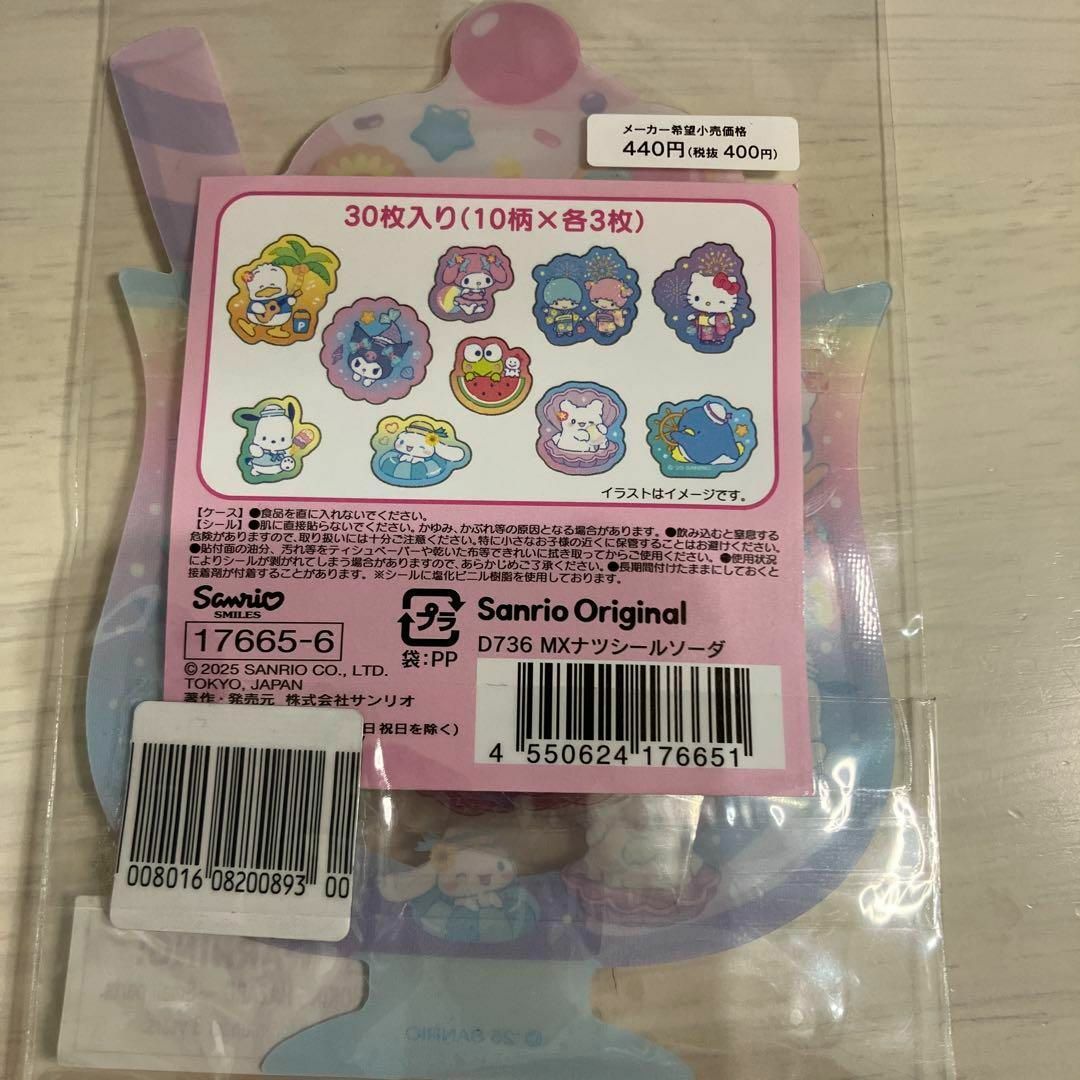 メーカー希望小売価格
440円(税抜 400円)
30枚入り(10柄×各3枚)
P
© '25 SANRIO
イラストはイメージです。
【ケース】●食品を直に入れないでください。
【シール】●肌に直接貼らないでください。かゆみ、かぶれ等の原因となる場合があります。●飲み込むと窒息する
危険がありますので、取り扱いには十分ご注意ください。特に小さなお子様の近くに保管することはお避けください。
●貼付面の油分、汚れ等をティシュペーパーや乾いた布等できれいに拭き取ってからご使用ください。●使用状況
によりシールが剥がれてしまう場合がありますので、あらかじめご了承ください。●長期間付けたままにしておくと
接着剤が付着することがあります。※シールに塩化ビニル樹脂を使用しております。
Sanrio
SMILES
17665-6
© 2025 SANRIO CO., LTD.
TOKYO, JAPAN
著作・発売元 株式会社サンリオ
日祝日を除く)
プラ
袋:PP
Sanrio Original
D736 MXナツシールソーダ
4 550624 176651
008016 08200893 00
© '25 SANRIO